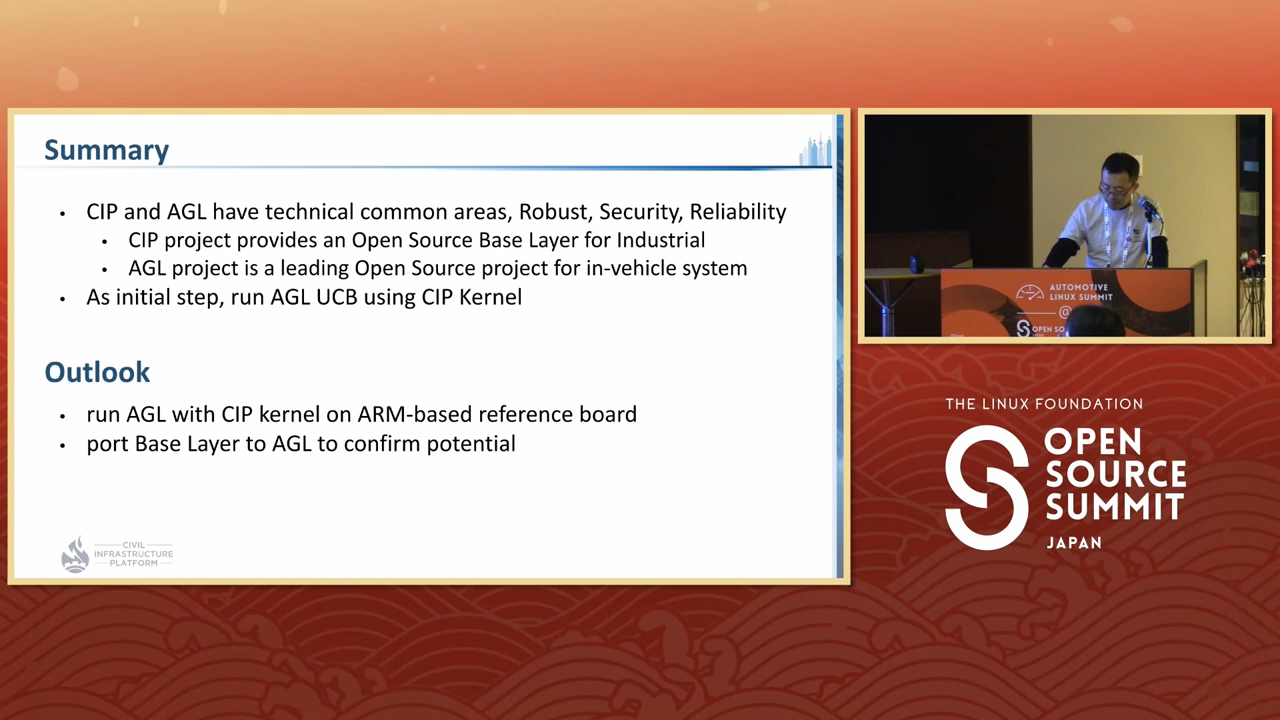 Summary
• CIP and AGL have technical common areas, Robust, Security, Reliability
• CIP project provides an Open Source Base Layer for Industrial
• AGL project is a leading Open Source project for in-vehicle system
• As initial step, run AGL UCB using CIP Kernel
Outlook
• run AGL with CIP kernel on ARM-based reference board
• port Base Layer to AGL to confirm potential
CIVIL
INFRASTRUCTURE
PLATFORM
AUTOMOTIVE
LINUX SUMMIT
@
OPEN SO
THE LINUX FOUNDATION
OPEN
SOURCE
SUMMIT
JAPAN